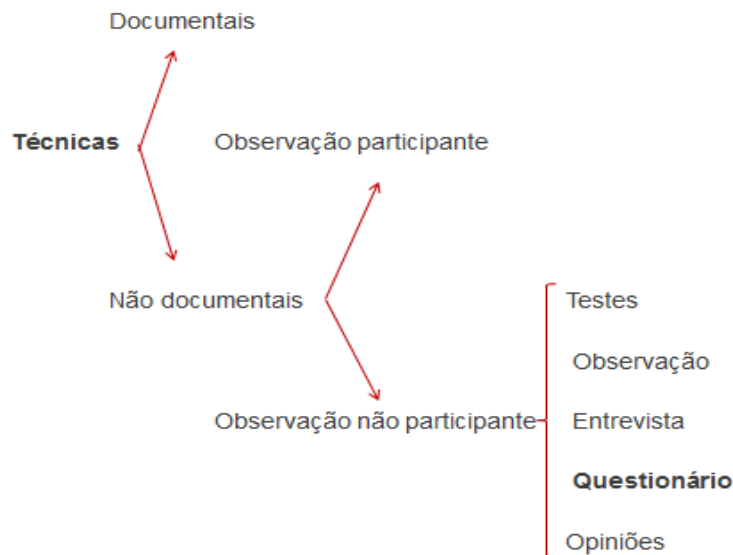 Documentais
Técnicas
Observação participante
Não documentais
Testes
Observação
Observação não participante
Entrevista
Questionário
Opiniões